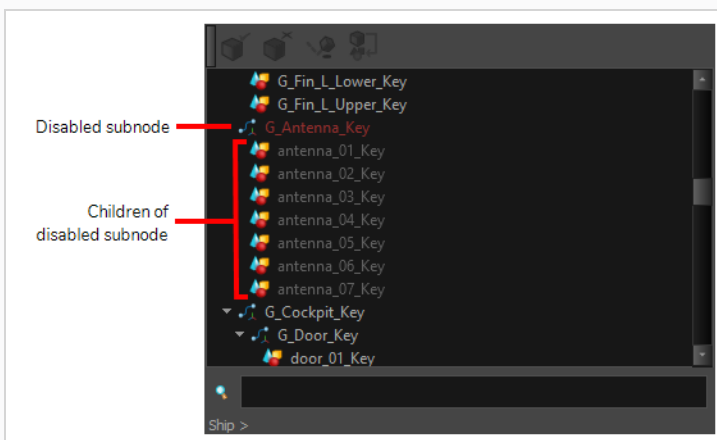 G_Fin_L_Lower_Key
G_Fin_L_Upper_Key
Disabled subnode
G_Antenna_Key
antenna_01_Key
antenna_02_Key
antenna_03_Key
Children of
disabled subnode
antenna_04_Key
antenna_05_Key
antenna_06_Key
antenna_07_Key
G_Cockpit_Key
G_Door_Key
door_01_Key
Ship >